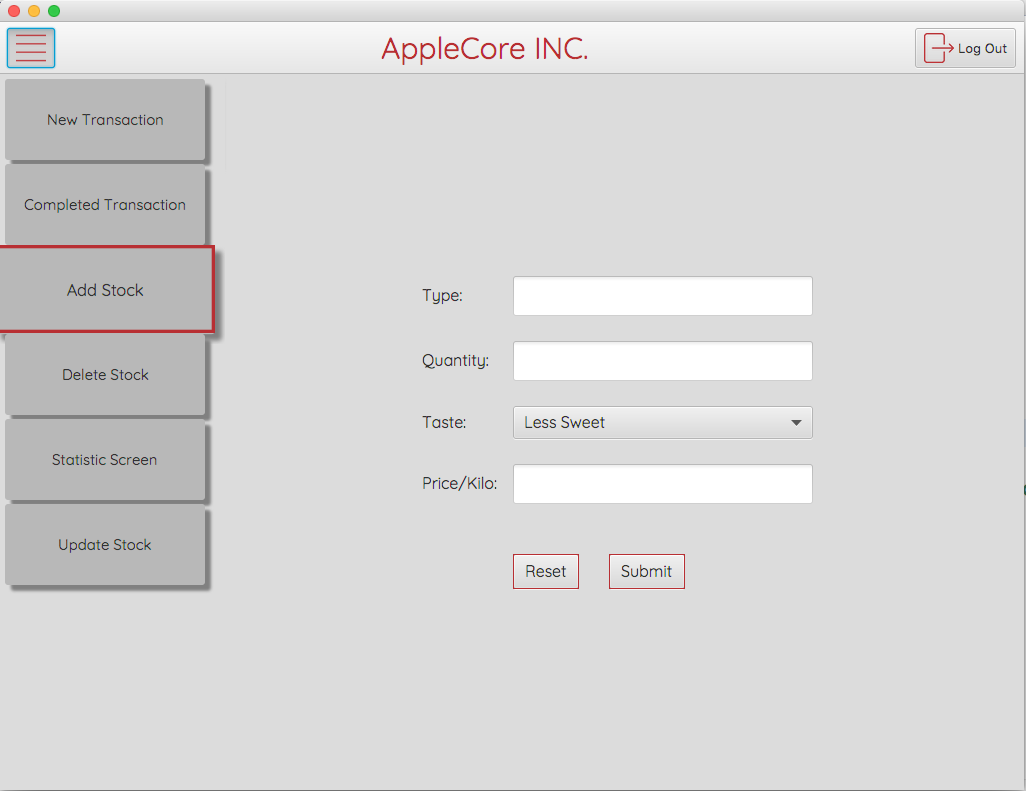 AppleCore INC.
Log Out
New Transaction
Completed Transaction
Add Stock
Delete Stock
Statistic Screen
Update Stock
Type:
Quantity:
Taste: Less Sweet
Price/Kilo:
Reset Submit